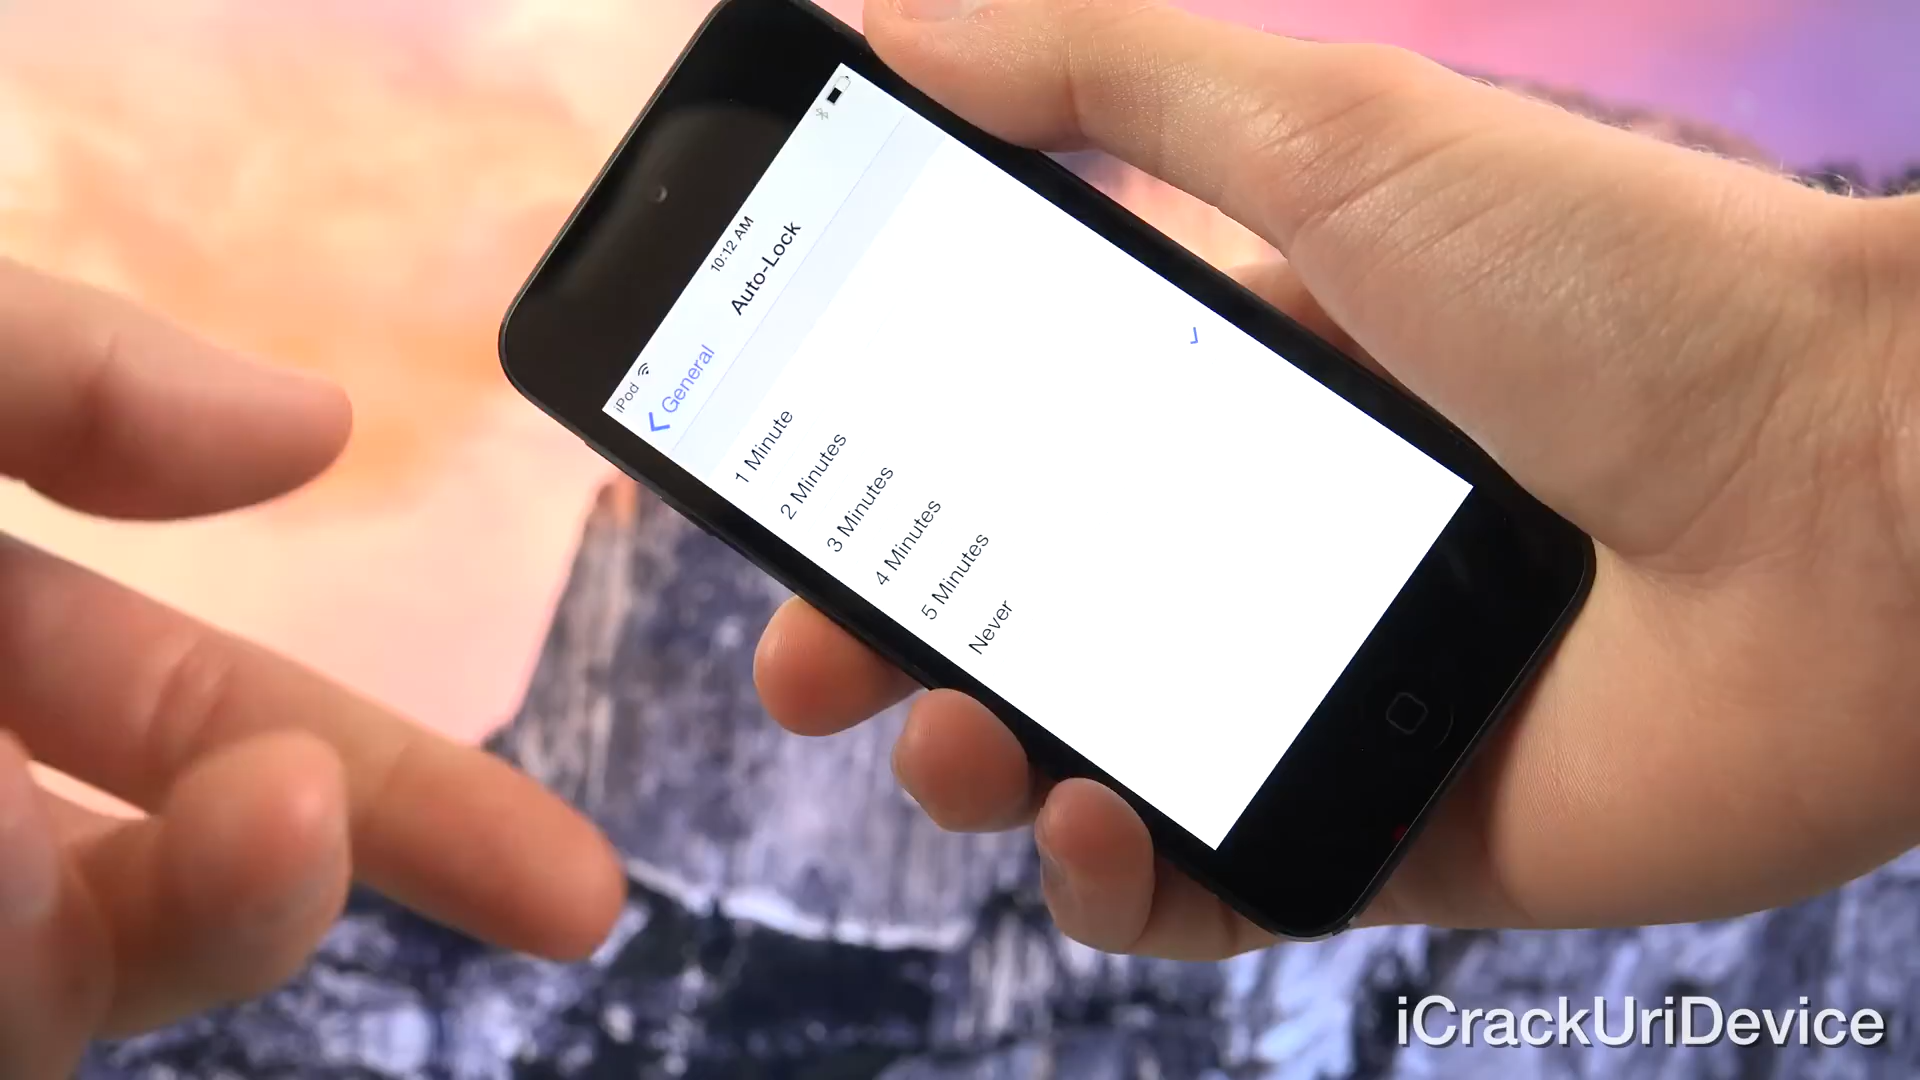 iPod
10:12 AM
General
Auto-Lock
1 Minute
2 Minutes
3 Minutes
4 Minutes
5 Minutes
Never
iCrackUriDevice